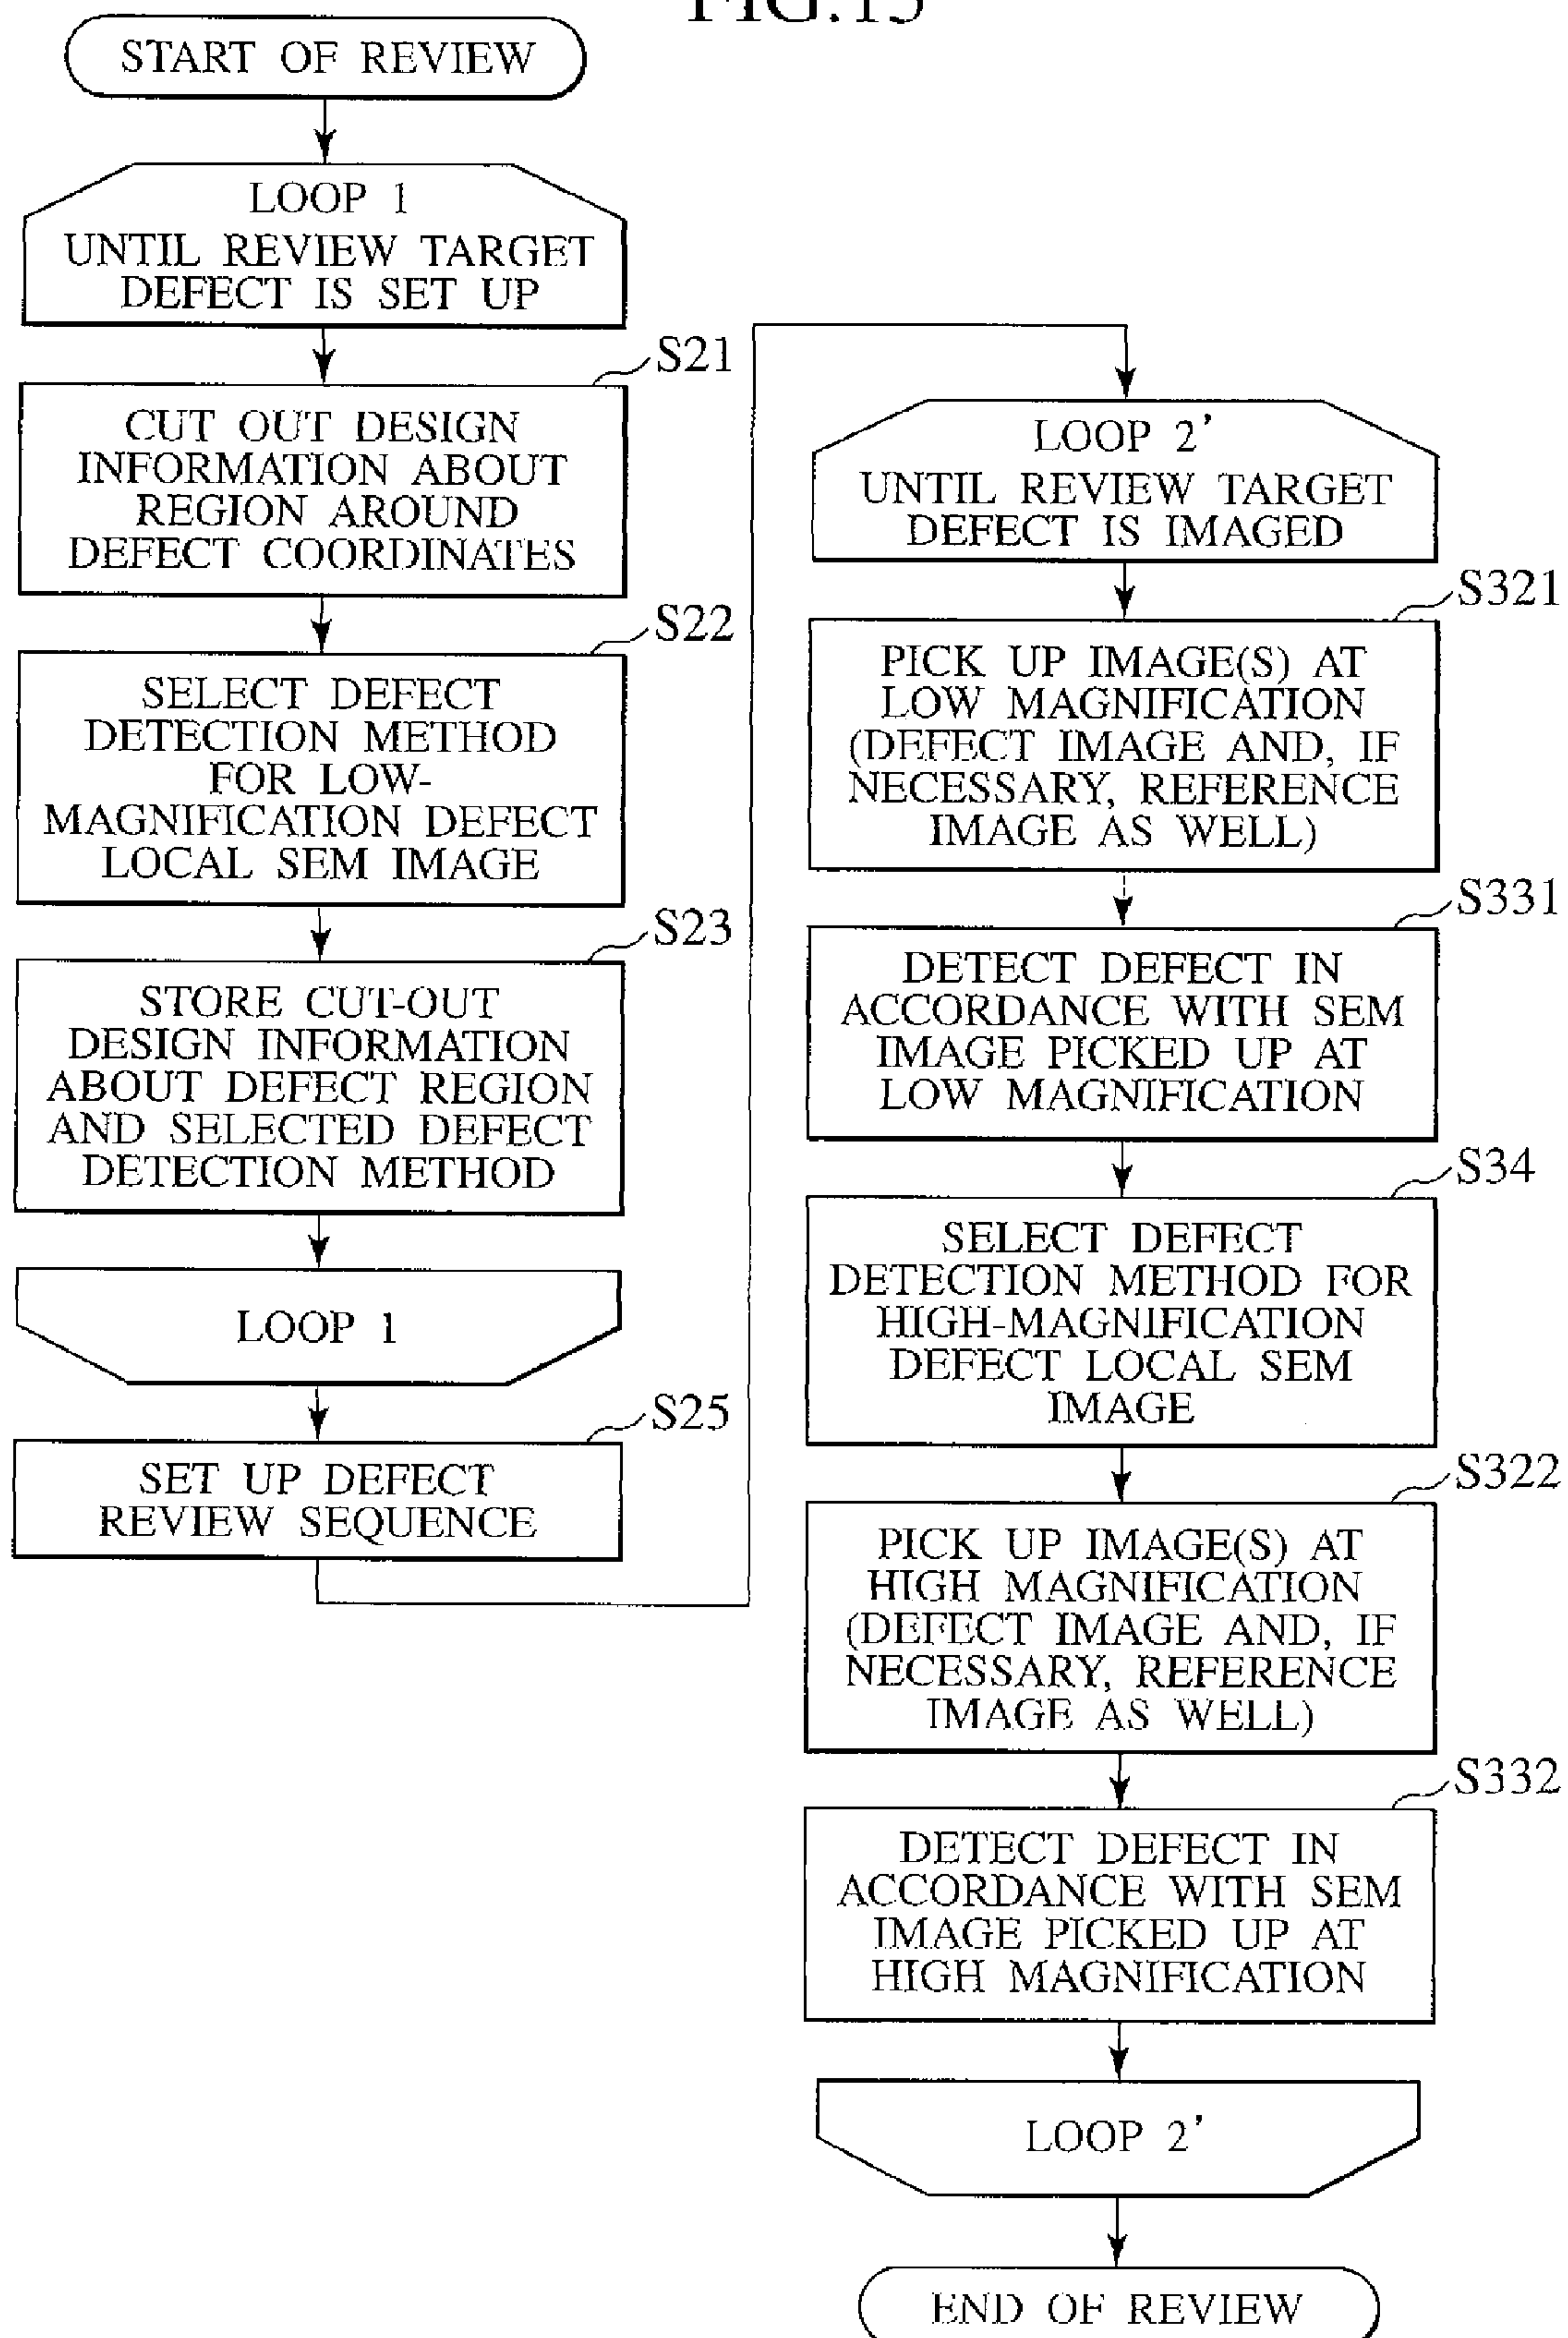 FIG.15
START OF REVIEW
LOOP 1
UNTIL REVIEW TARGET
DEFECT IS SET UP
S21
CUT OUT DESIGN
INFORMATION ABOUT
REGION AROUND
DEFECT COORDINATES
S22
SELECT DEFECT
DETECTION METHOD
FOR LOW-
MAGNIFICATION DEFECT
LOCAL SEM IMAGE
S23
STORE CUT-OUT
DESIGN INFORMATION
ABOUT DEFECT REGION
AND SELECTED DEFECT
DETECTION METHOD
LOOP 1
S25
SET UP DEFECT
REVIEW SEQUENCE
LOOP 2'
UNTIL REVIEW TARGET
DEFECT IS IMAGED
S321
PICK UP IMAGE(S) AT
LOW MAGNIFICATION
(DEFECT IMAGE AND, IF
NECESSARY, REFERENCE
IMAGE AS WELL)
S331
DETECT DEFECT IN
ACCORDANCE WITH SEM
IMAGE PICKED UP AT
LOW MAGNIFICATION
S34
SELECT DEFECT
DETECTION METHOD FOR
HIGH-MAGNIFICATION
DEFECT LOCAL SEM
IMAGE
S322
PICK UP IMAGE(S) AT
HIGH MAGNIFICATION
(DEFECT IMAGE AND, IF
NECESSARY, REFERENCE
IMAGE AS WELL)
S332
DETECT DEFECT IN
ACCORDANCE WITH SEM
IMAGE PICKED UP AT
HIGH MAGNIFICATION
LOOP 2'
END OF REVIEW